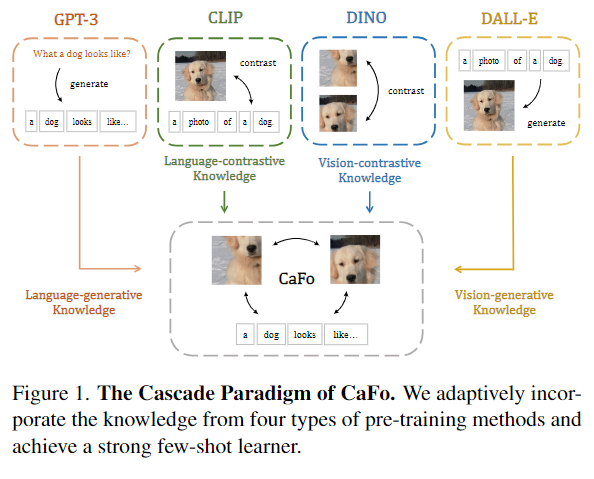 GPT-3
CLIP
DINO
DALL-E
What a dog looks like?
generate
a dog looks like...
contrast
a photo of a dog.
contrast
a photo of a dog.
generate
Language-contrastive
Knowledge
Vision-contrastive
Knowledge
CaFo
a dog looks like...
Language-generative
Knowledge
Vision-generative
Knowledge
Figure 1. The Cascade Paradigm of CaFo. We adaptively incor-
porate the knowledge from four types of pre-training methods and
achieve a strong few-shot learner.